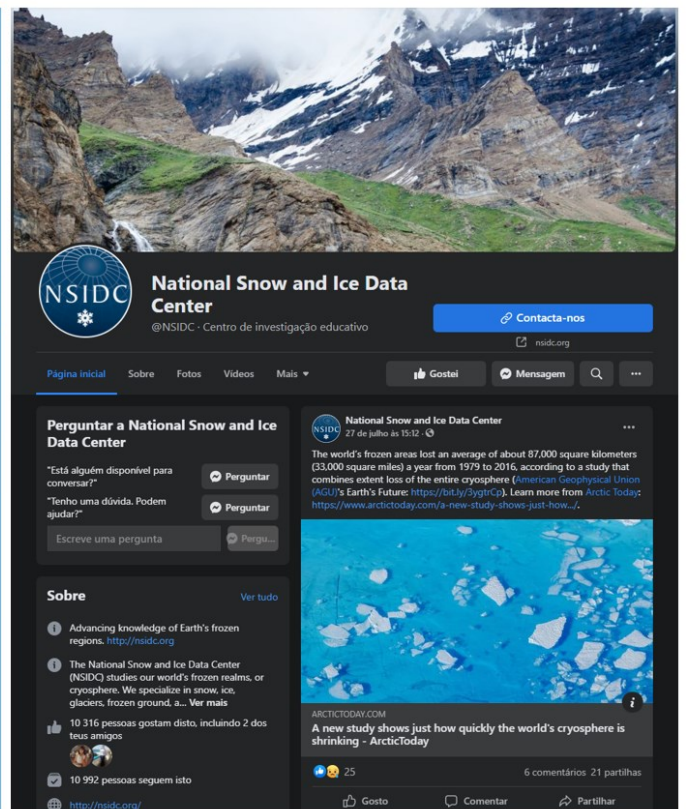 NSIDC
National Snow and Ice Data
Center
@NSIDC · Centro de investigação educativo
Contacta-nos
nsidc.org
Página inicial Sobre Fotos Vídeos Mais
Gostei Mensagem
Perguntar a National Snow and Ice
Data Center
"Está alguém disponível para
conversar?"
Perguntar
"Tenho uma dúvida. Podem
ajudar?"
Perguntar
Escreve uma pergunta
Pergu...
Sobre
Ver tudo
Advancing knowledge of Earth's frozen
regions. http://nsidc.org
The National Snow and Ice Data Center
(NSIDC) studies our world's frozen realms, or
cryosphere. We specialize in snow, ice,
glaciers, frozen ground, a... Ver mais
10 316 pessoas gostam disto, incluindo 2 dos
teus amigos
10 992 pessoas seguem isto
http://nsidc.org/
NSIDC
National Snow and Ice Data Center
27 de julho às 15:12 ·
The world's frozen areas lost an average of about 87,000 square kilometers
(33,000 square miles) a year from 1979 to 2016, according to a study that
combines extent loss of the entire cryosphere (American Geophysical Union
(AGU)'s Earth's Future: https://bit.ly/3ygtrCp). Learn more from Arctic Today:
https://www.arctictoday.com/a-new-study-shows-just-how.../.
i
ARCTICTODAY.COM
A new study shows just how quickly the world's cryosphere is
shrinking - ArcticToday
25
6 comentários 21 partilhas
Gosto Comentar Partilhar